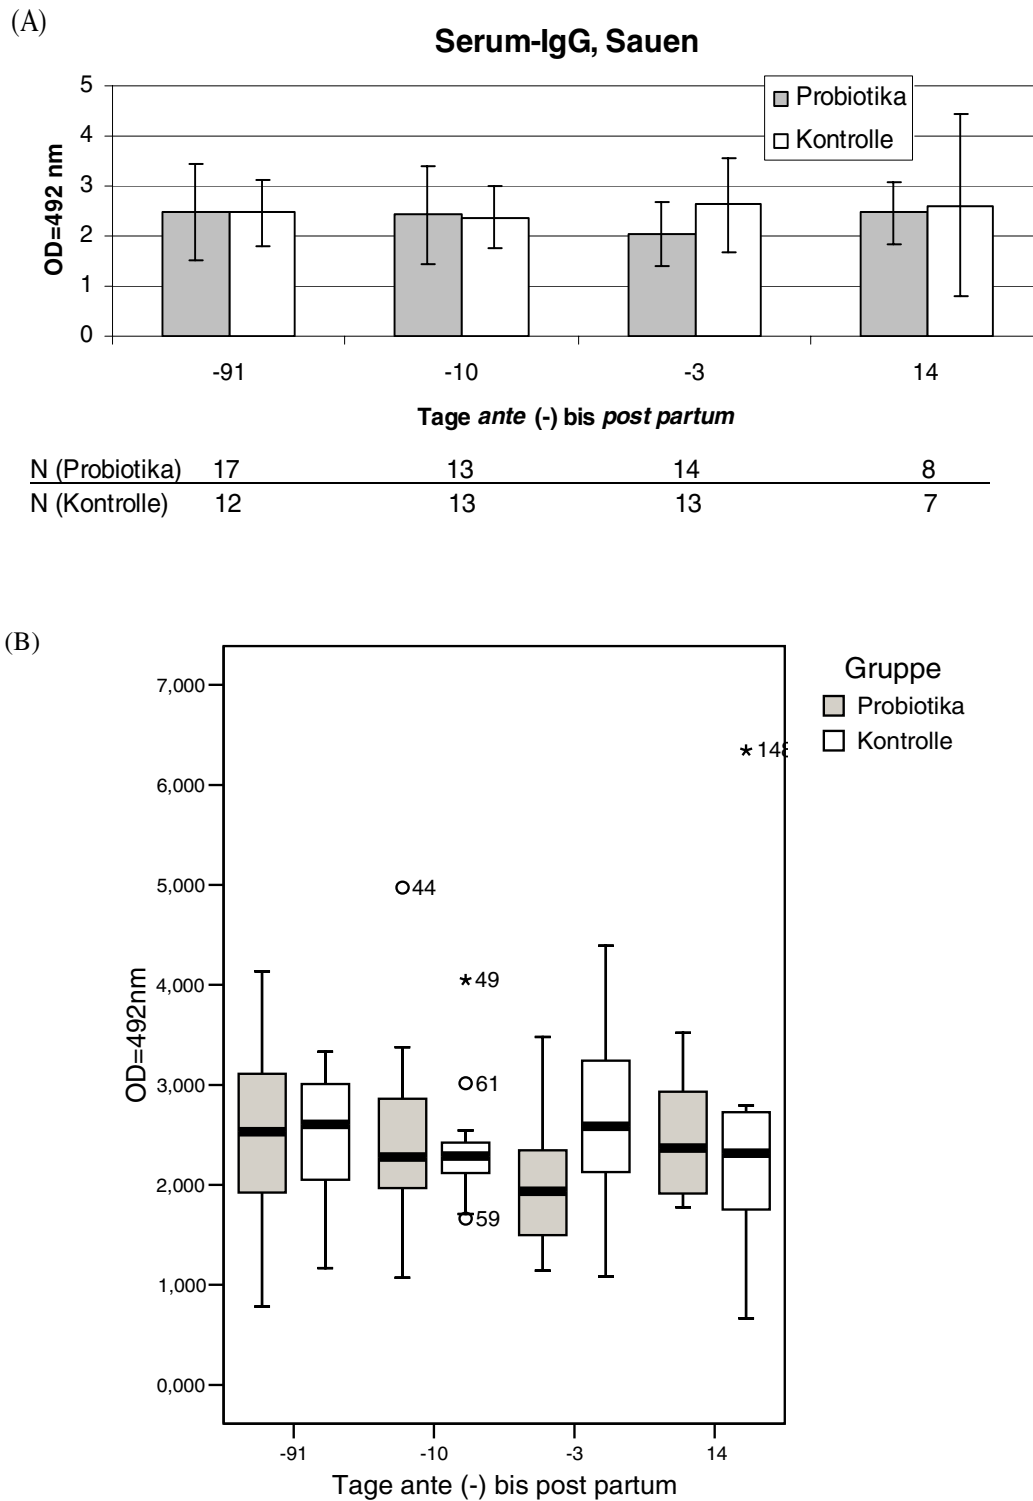 (A)
Serum-IgG, Sauen
Probiotika
Kontrolle
OD=492 nm
5
4
3
2
1
0
-91 -10 -3 14
Tage ante (-) bis post partum
N (Probiotika) 17 13 14 8
N (Kontrolle) 12 13 13 7
(B)
Gruppe
Probiotika
Kontrolle
OD=492nm
7,000
6,000
5,000
4,000
3,000
2,000
1,000
0,000
148
44
49
61
59
-91 -10 -3 14
Tage ante (-) bis post partum